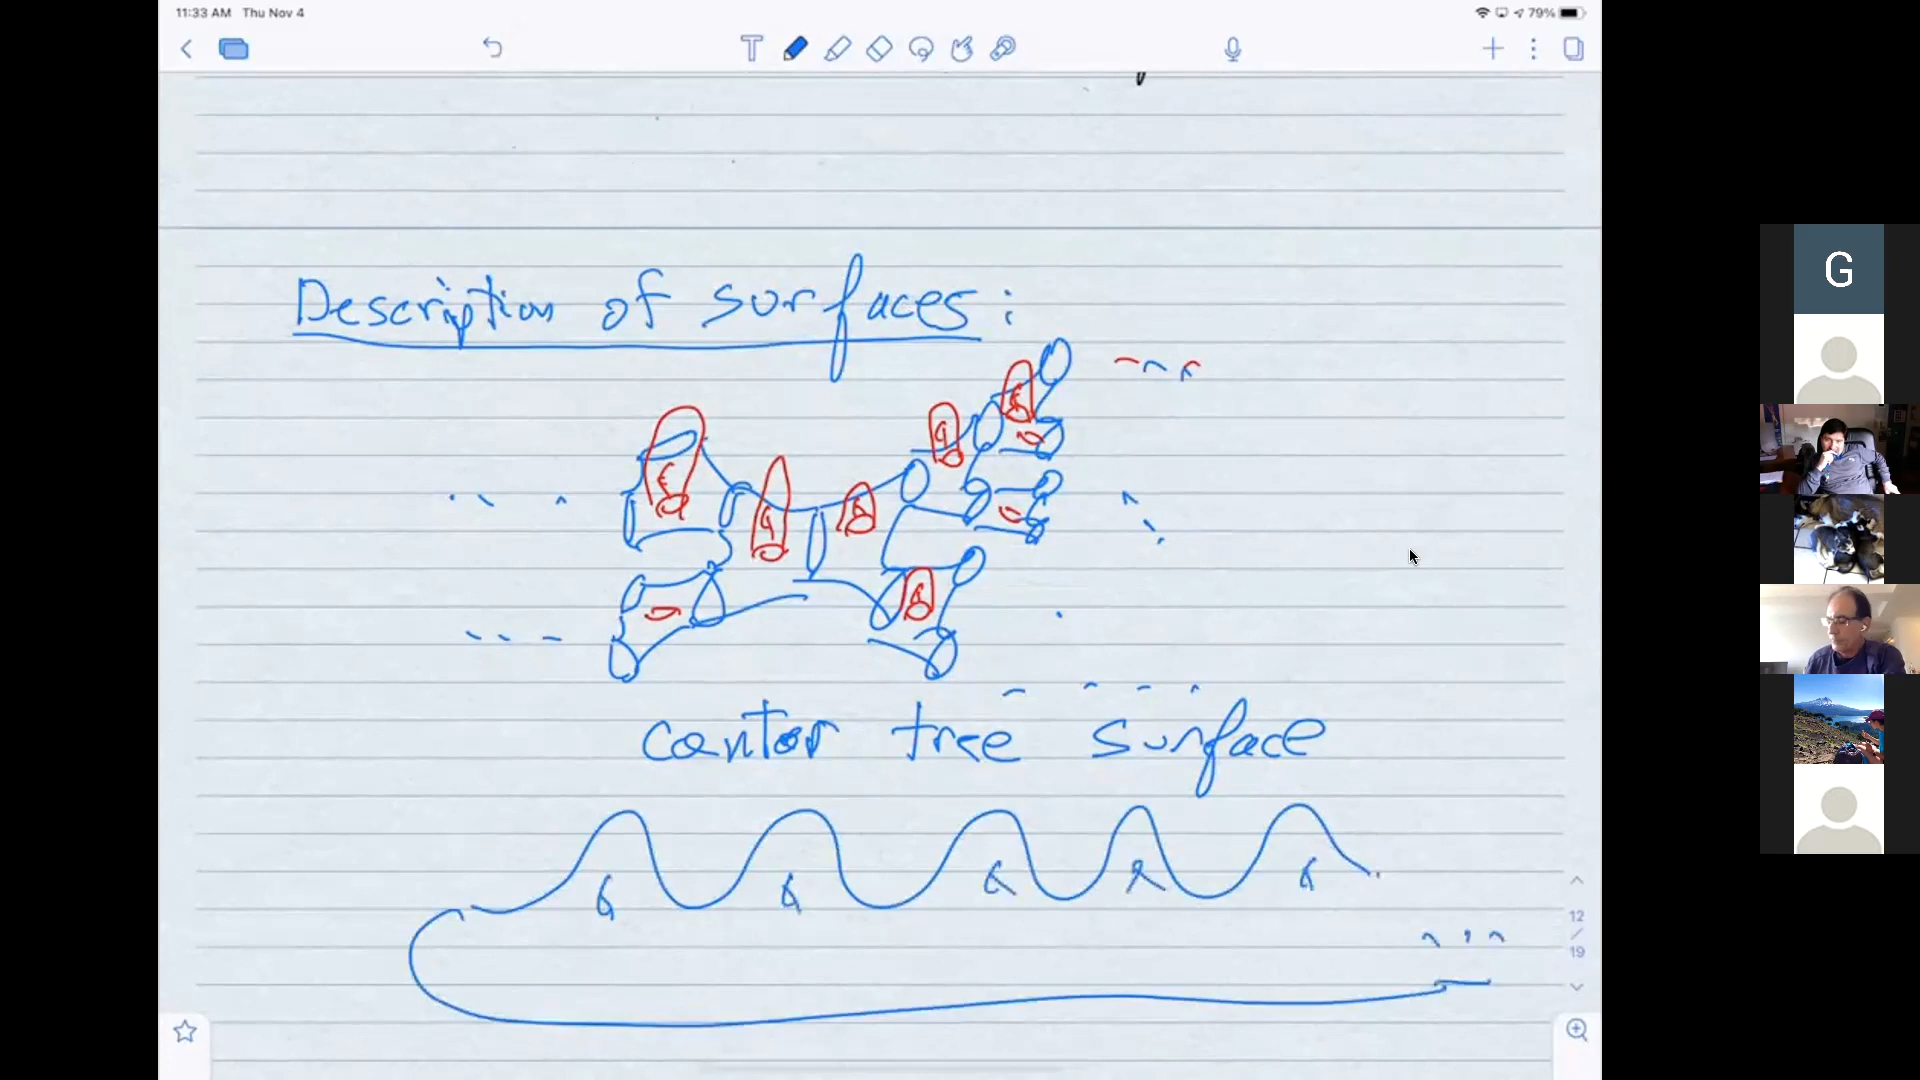 11:33 AM Thu Nov 4
79%
T
G
Description of surfaces:
cantor tree surface
12
/
19